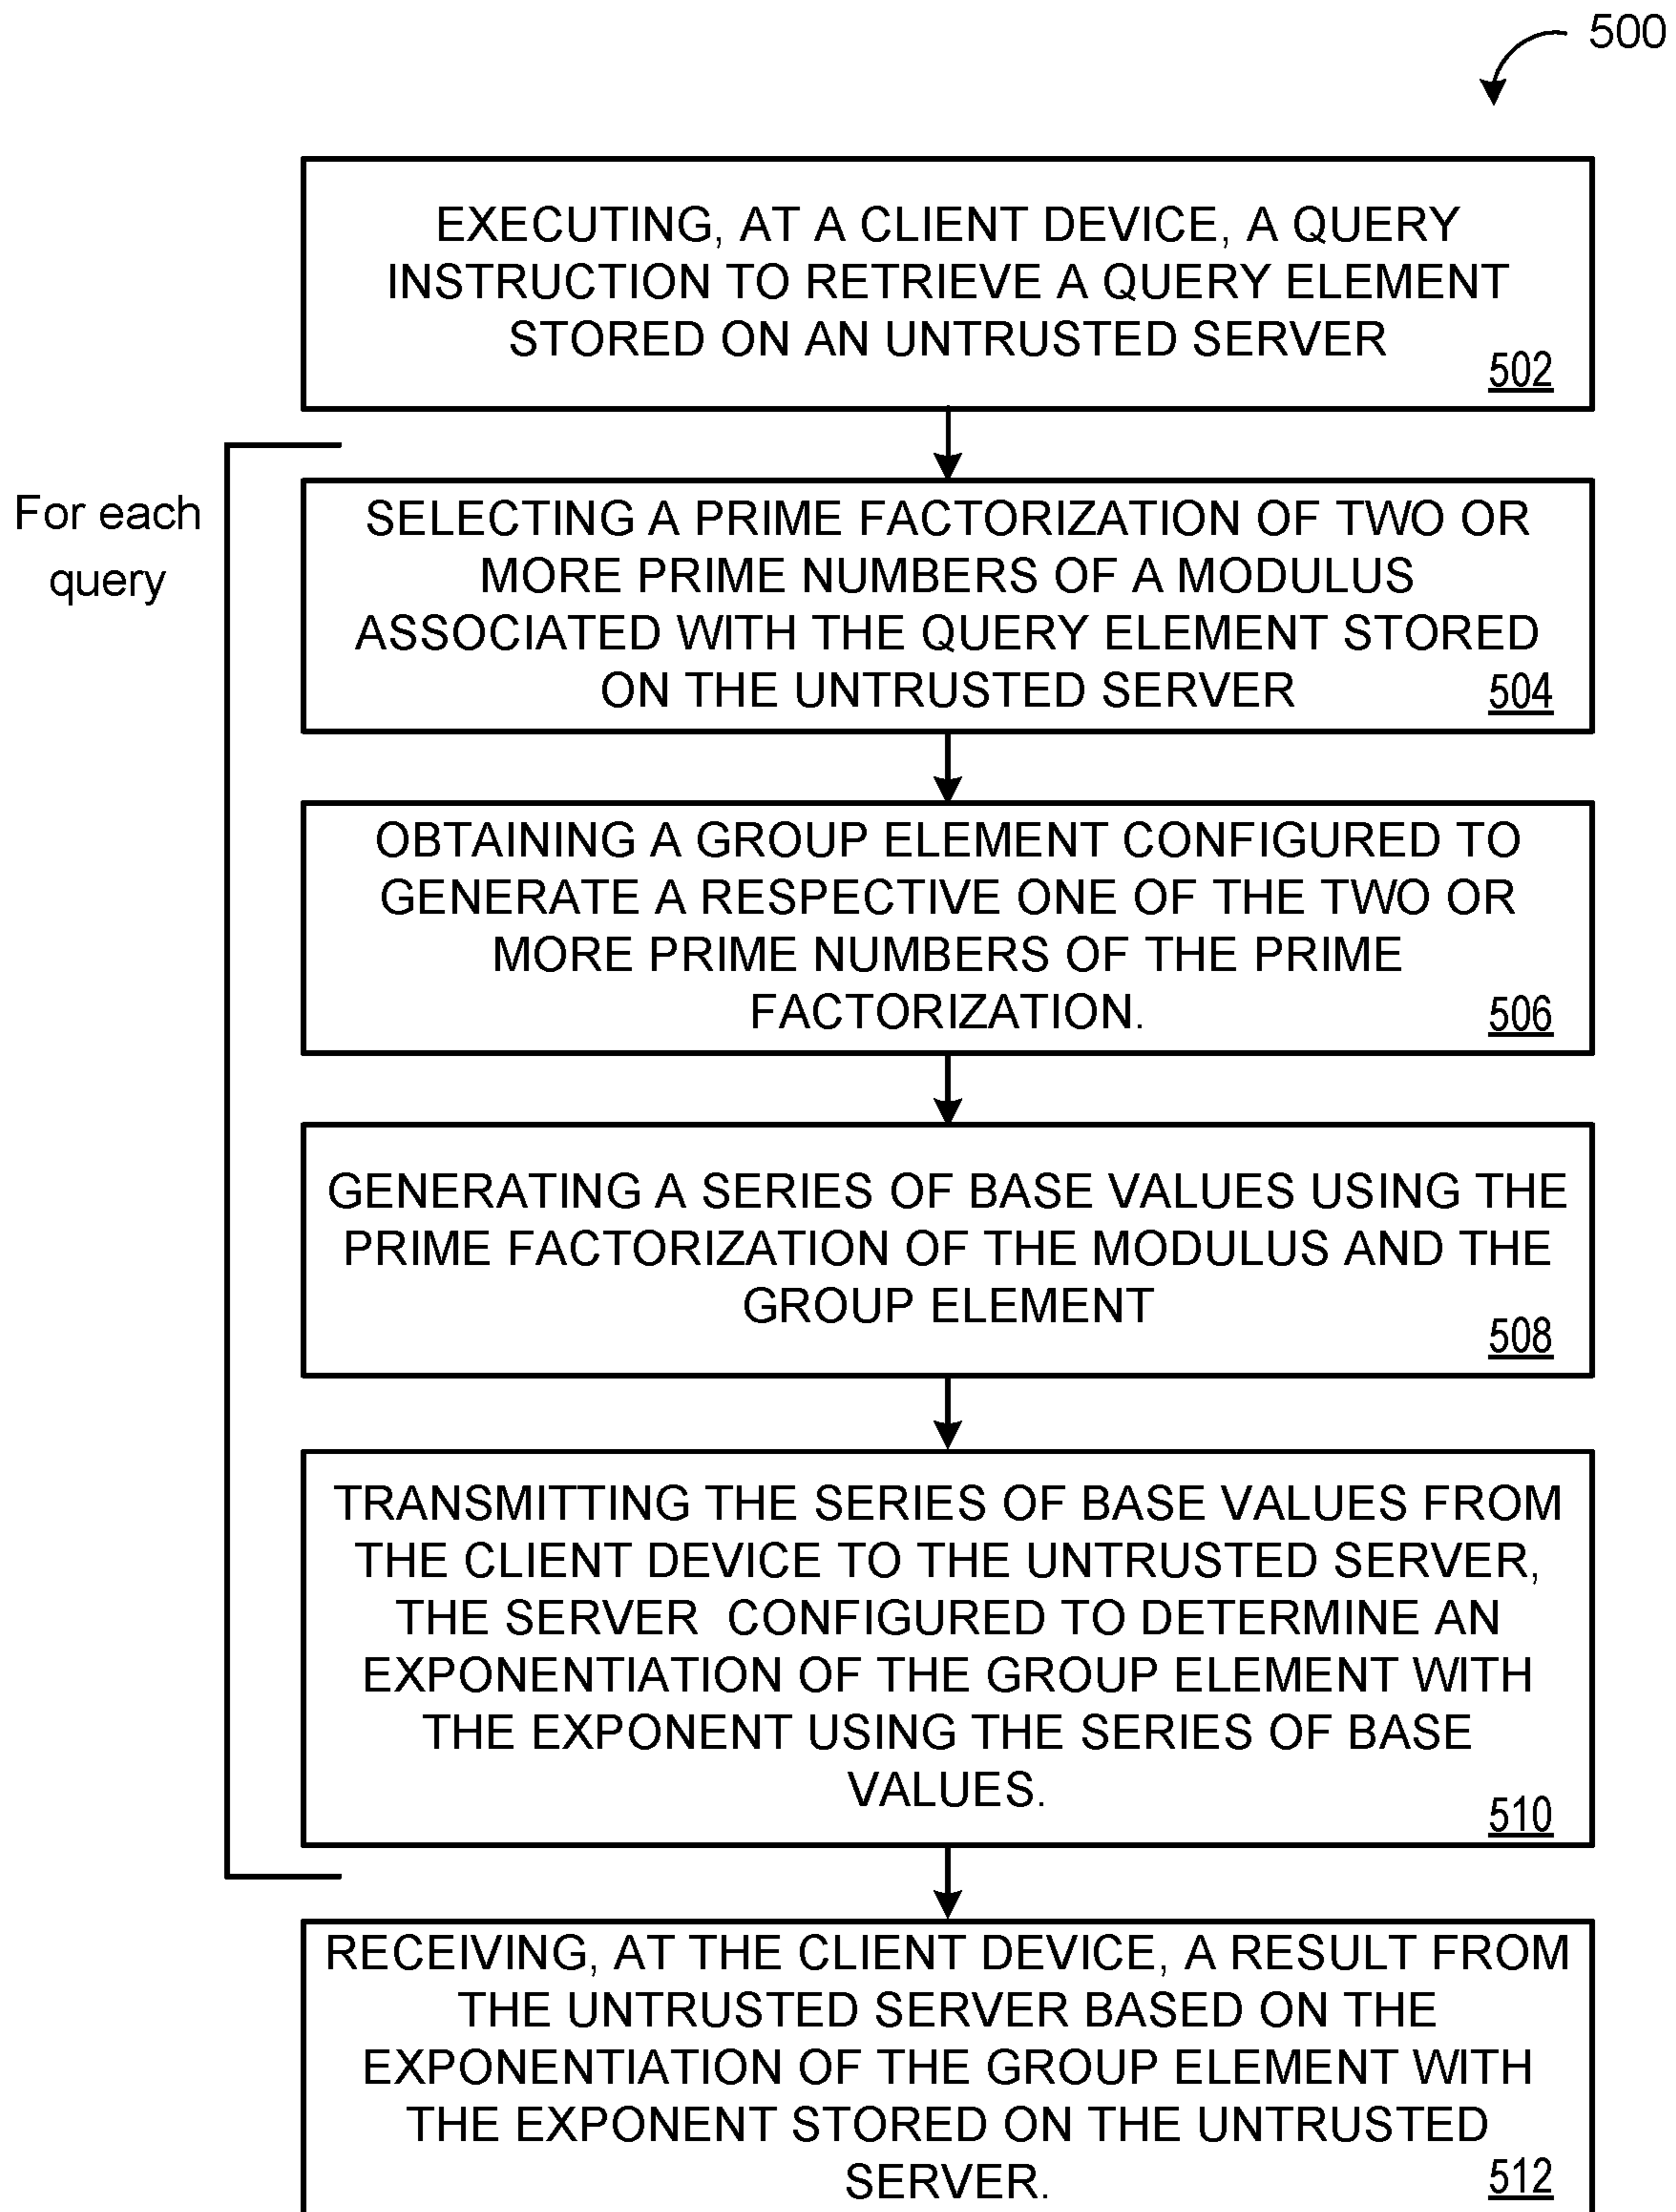 500
EXECUTING, AT A CLIENT DEVICE, A QUERY
INSTRUCTION TO RETRIEVE A QUERY ELEMENT
STORED ON AN UNTRUSTED SERVER
502
For each
query
SELECTING A PRIME FACTORIZATION OF TWO OR
MORE PRIME NUMBERS OF A MODULUS
ASSOCIATED WITH THE QUERY ELEMENT STORED
ON THE UNTRUSTED SERVER
504
OBTAINING A GROUP ELEMENT CONFIGURED TO
GENERATE A RESPECTIVE ONE OF THE TWO OR
MORE PRIME NUMBERS OF THE PRIME
FACTORIZATION.
506
GENERATING A SERIES OF BASE VALUES USING THE
PRIME FACTORIZATION OF THE MODULUS AND THE
GROUP ELEMENT
508
TRANSMITTING THE SERIES OF BASE VALUES FROM
THE CLIENT DEVICE TO THE UNTRUSTED SERVER,
THE SERVER CONFIGURED TO DETERMINE AN
EXPONENTIATION OF THE GROUP ELEMENT WITH
THE EXPONENT USING THE SERIES OF BASE
VALUES.
510
RECEIVING, AT THE CLIENT DEVICE, A RESULT FROM
THE UNTRUSTED SERVER BASED ON THE
EXPONENTIATION OF THE GROUP ELEMENT WITH
THE EXPONENT STORED ON THE UNTRUSTED
SERVER.
512